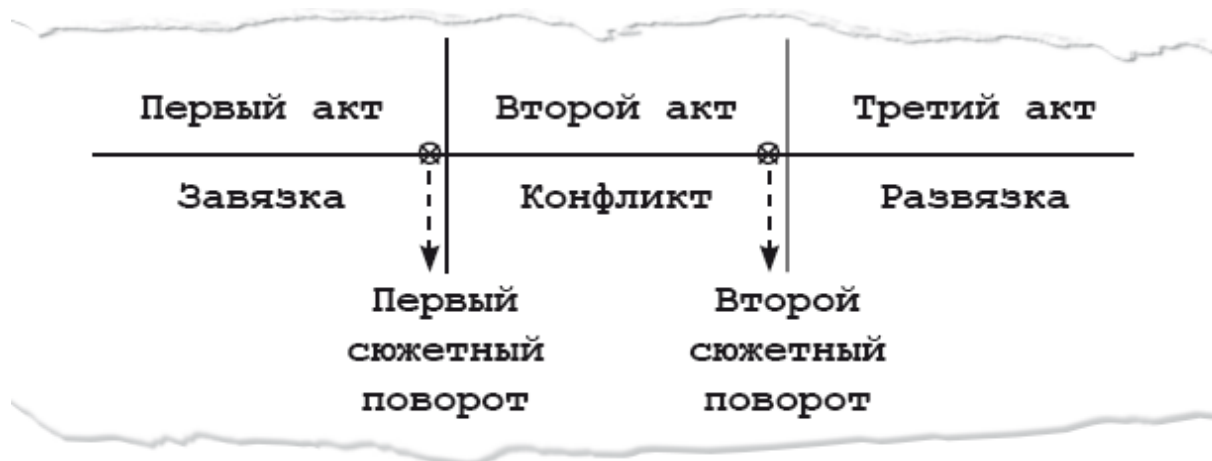 Первый акт
Второй акт
Третий акт
Завязка
Конфликт
Развязка
Первый
сюжетный
поворот
Второй
сюжетный
поворот